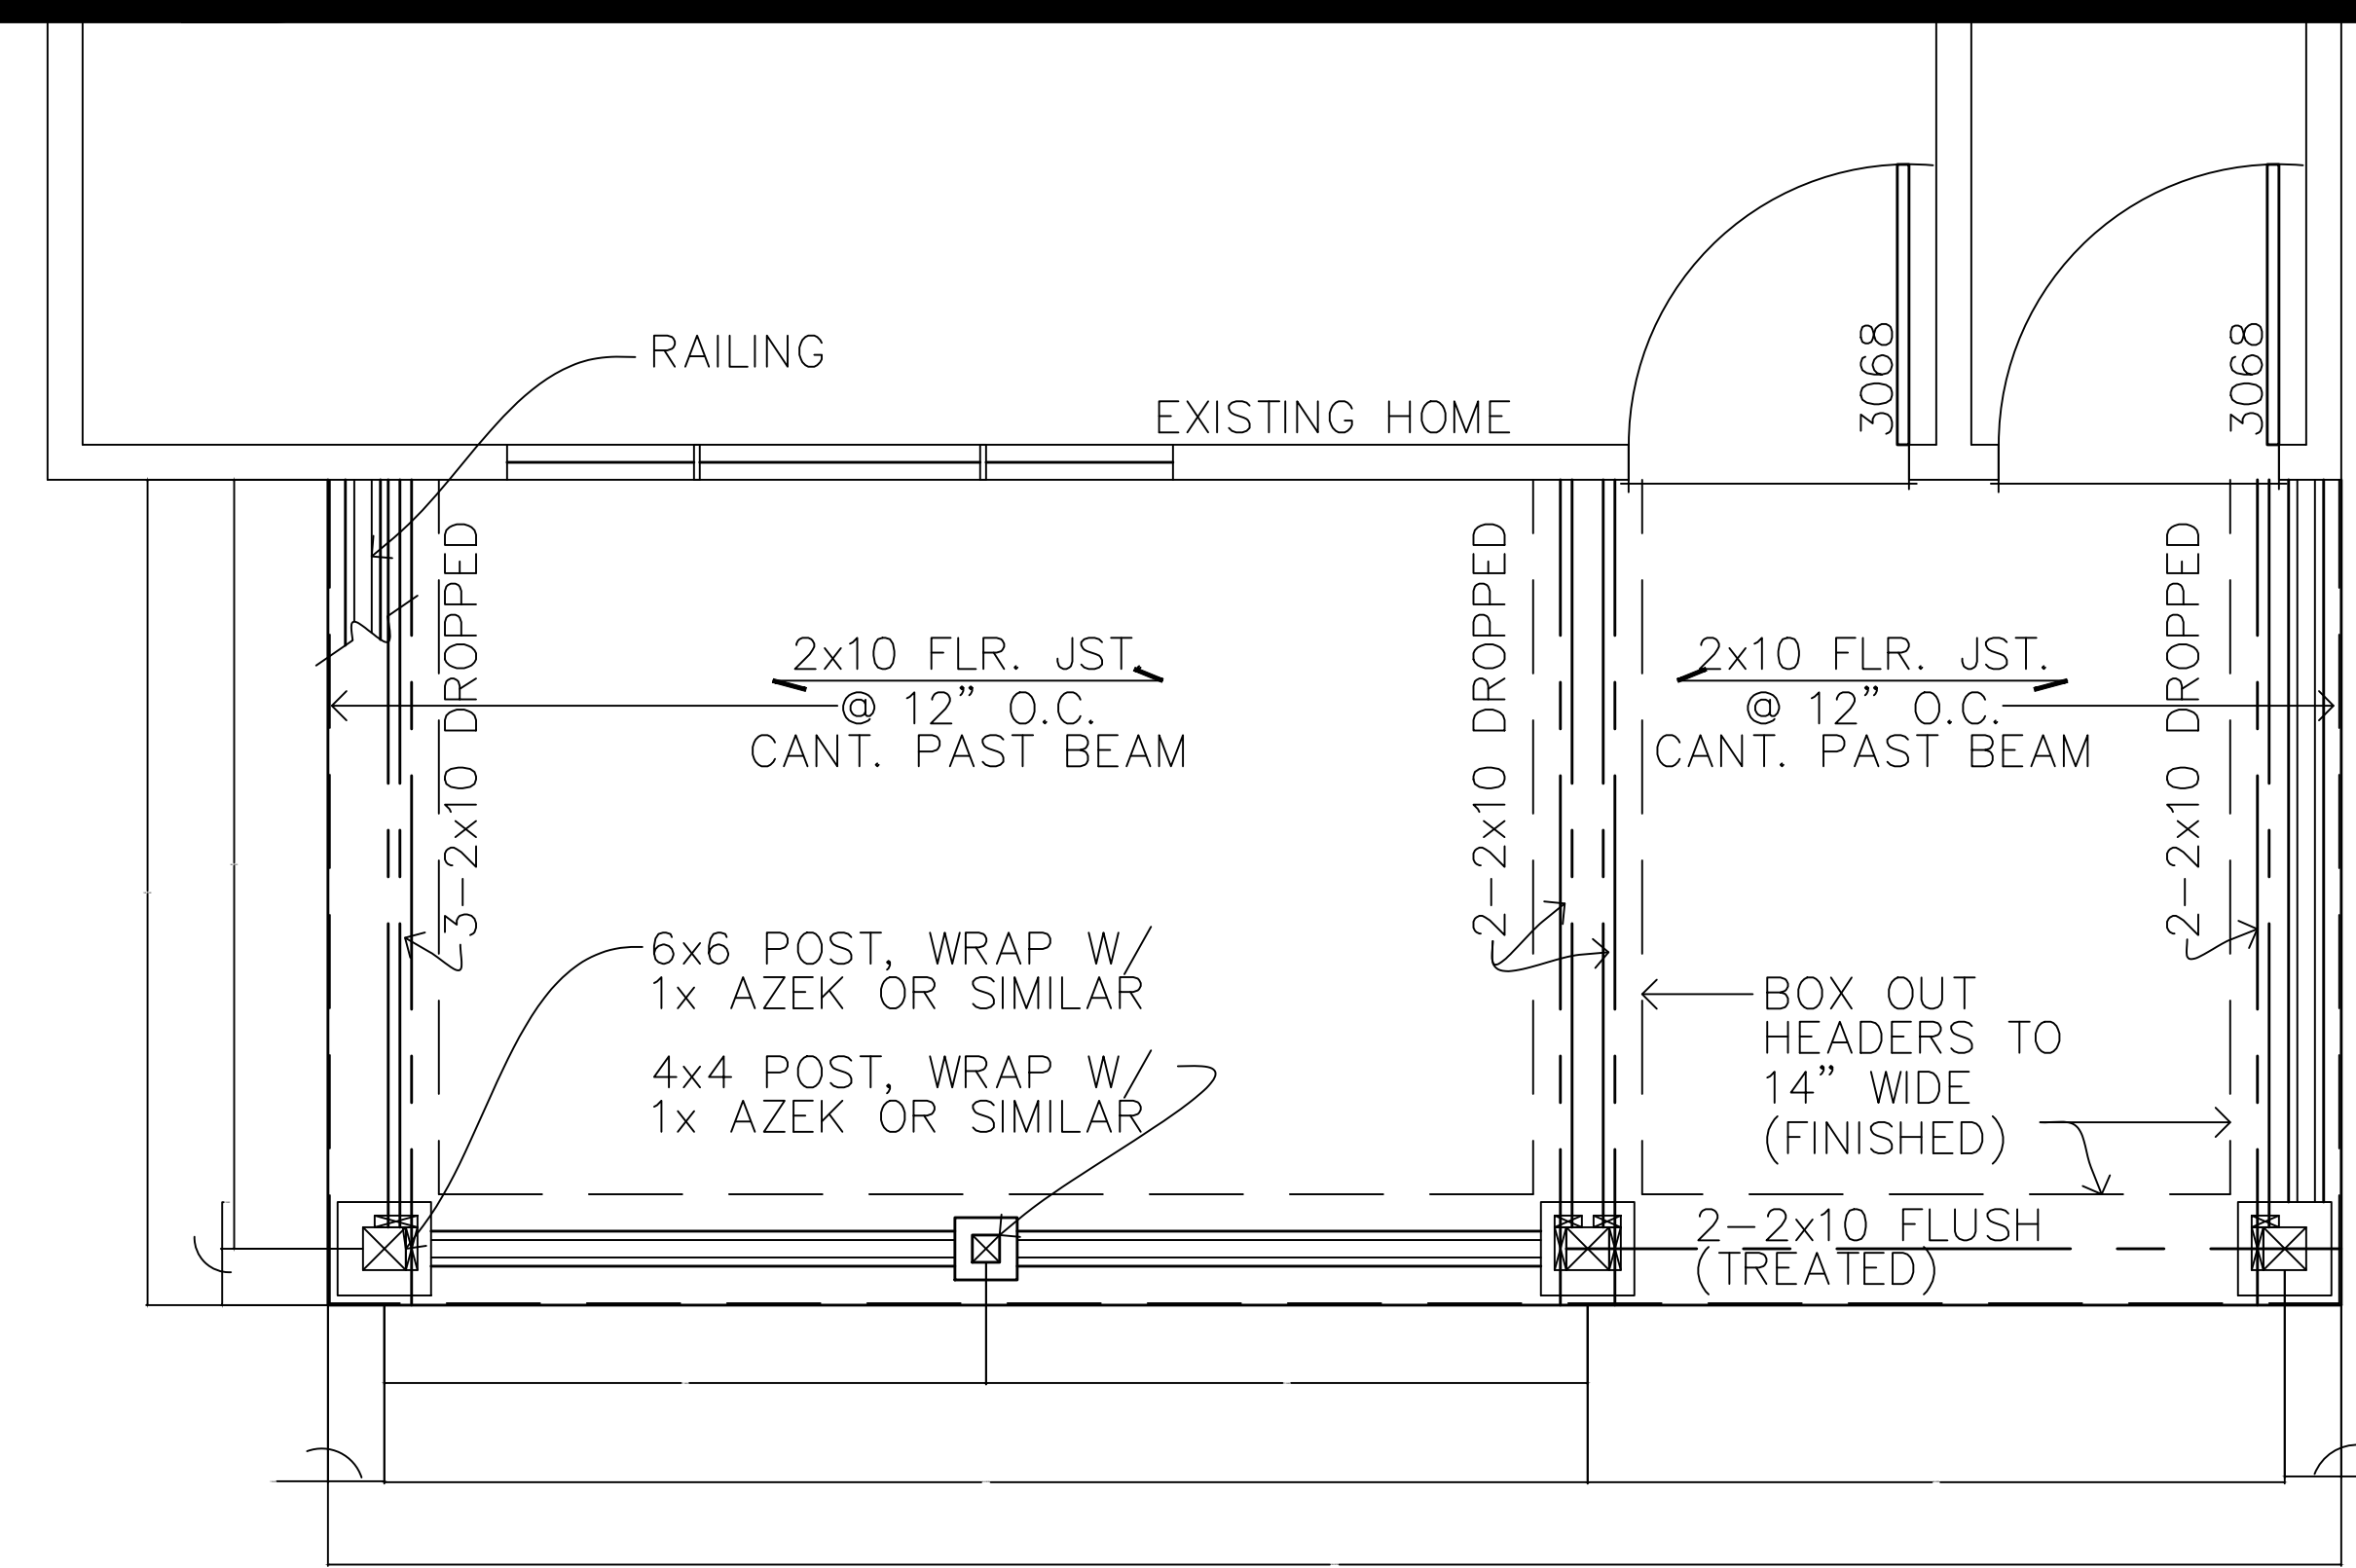 RAILING
EXISTING HOME
3068
3068
3-2x10 DROPPED
2-2x10 DROPPED
2-2x10 DROPPED
2x10 FLR. JST.
@ 12" O.C.
CANT. PAST BEAM
2x10 FLR. JST.
@ 12" O.C.
CANT. PAST BEAM
6x6 POST, WRAP W/
1x AZEK OR SIMILAR
4x4 POST, WRAP W/
1x AZEK OR SIMILAR
BOX OUT
HEADERS TO
14" WIDE
(FINISHED)
2-2x10 FLUSH
(TREATED)